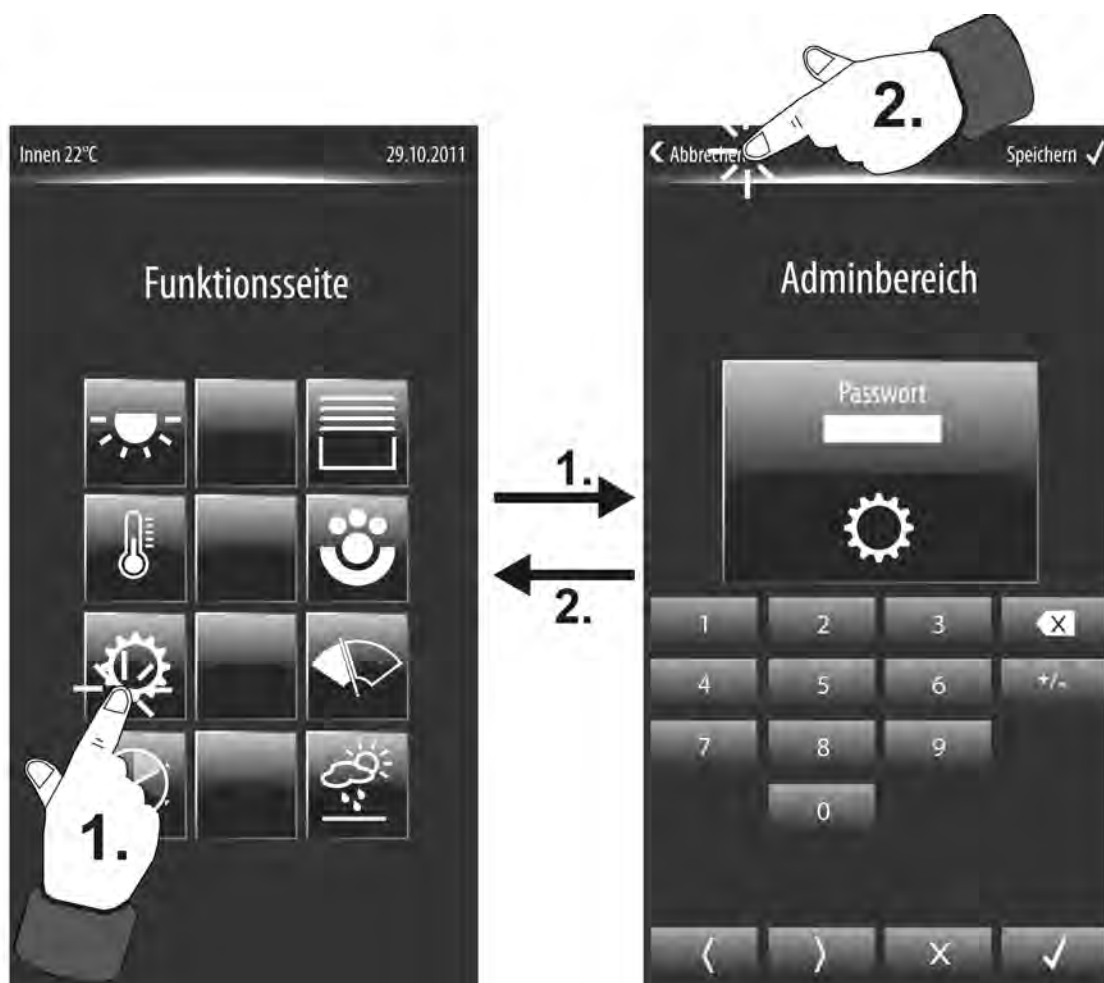 2.
Innen 22°C 29.10.2011
Funktionsseite
1.
< Abbrechen Speichern ✓
Adminbereich
Passwort
1.
2.
1 2 3 X
4 5 6 +/-
7 8 9
0
< > X ✓